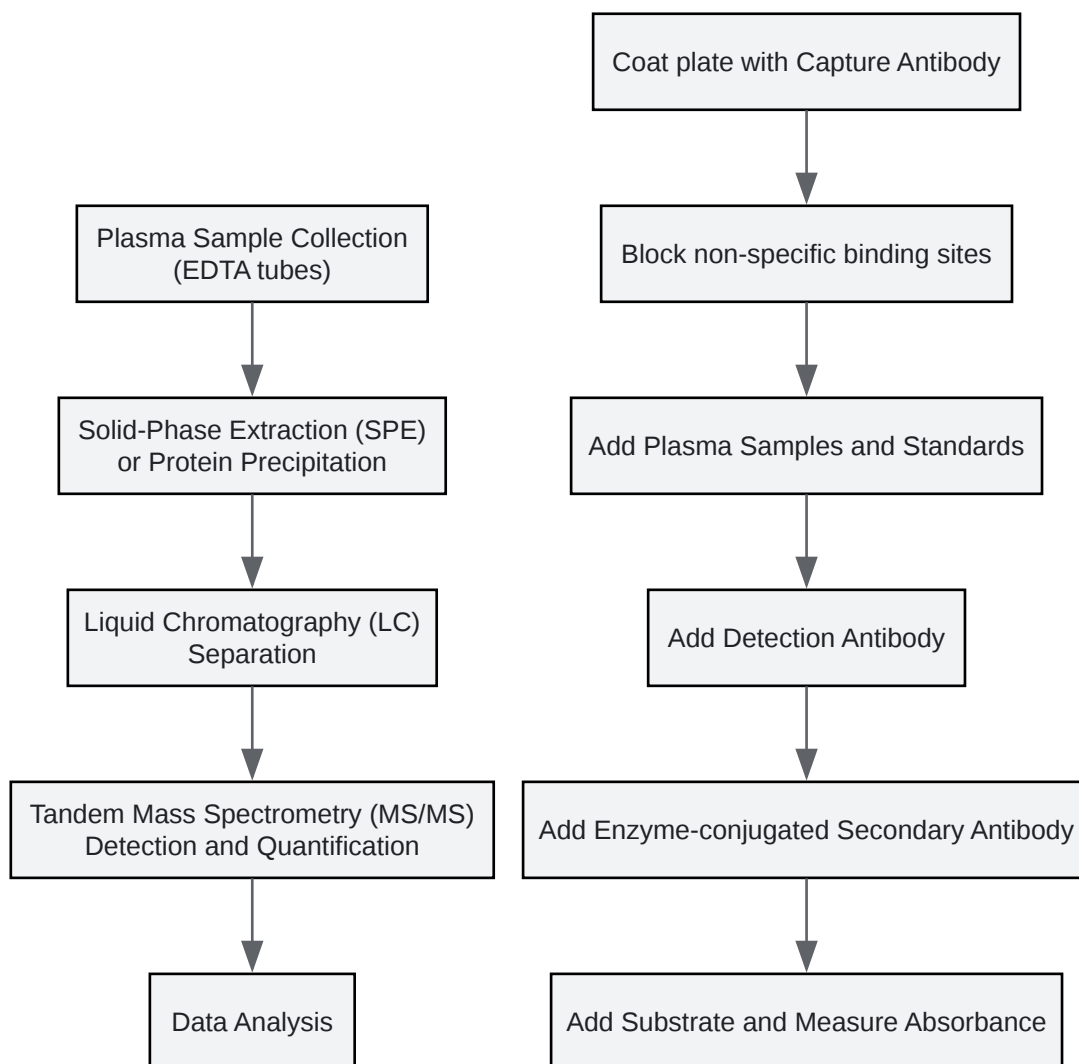 Plasma Sample Collection
(EDTA tubes)
Solid-Phase Extraction (SPE)
or Protein Precipitation
Liquid Chromatography (LC)
Separation
Tandem Mass Spectrometry (MS/MS)
Detection and Quantification
Data Analysis
Coat plate with Capture Antibody
Block non-specific binding sites
Add Plasma Samples and Standards
Add Detection Antibody
Add Enzyme-conjugated Secondary Antibody
Add Substrate and Measure Absorbance